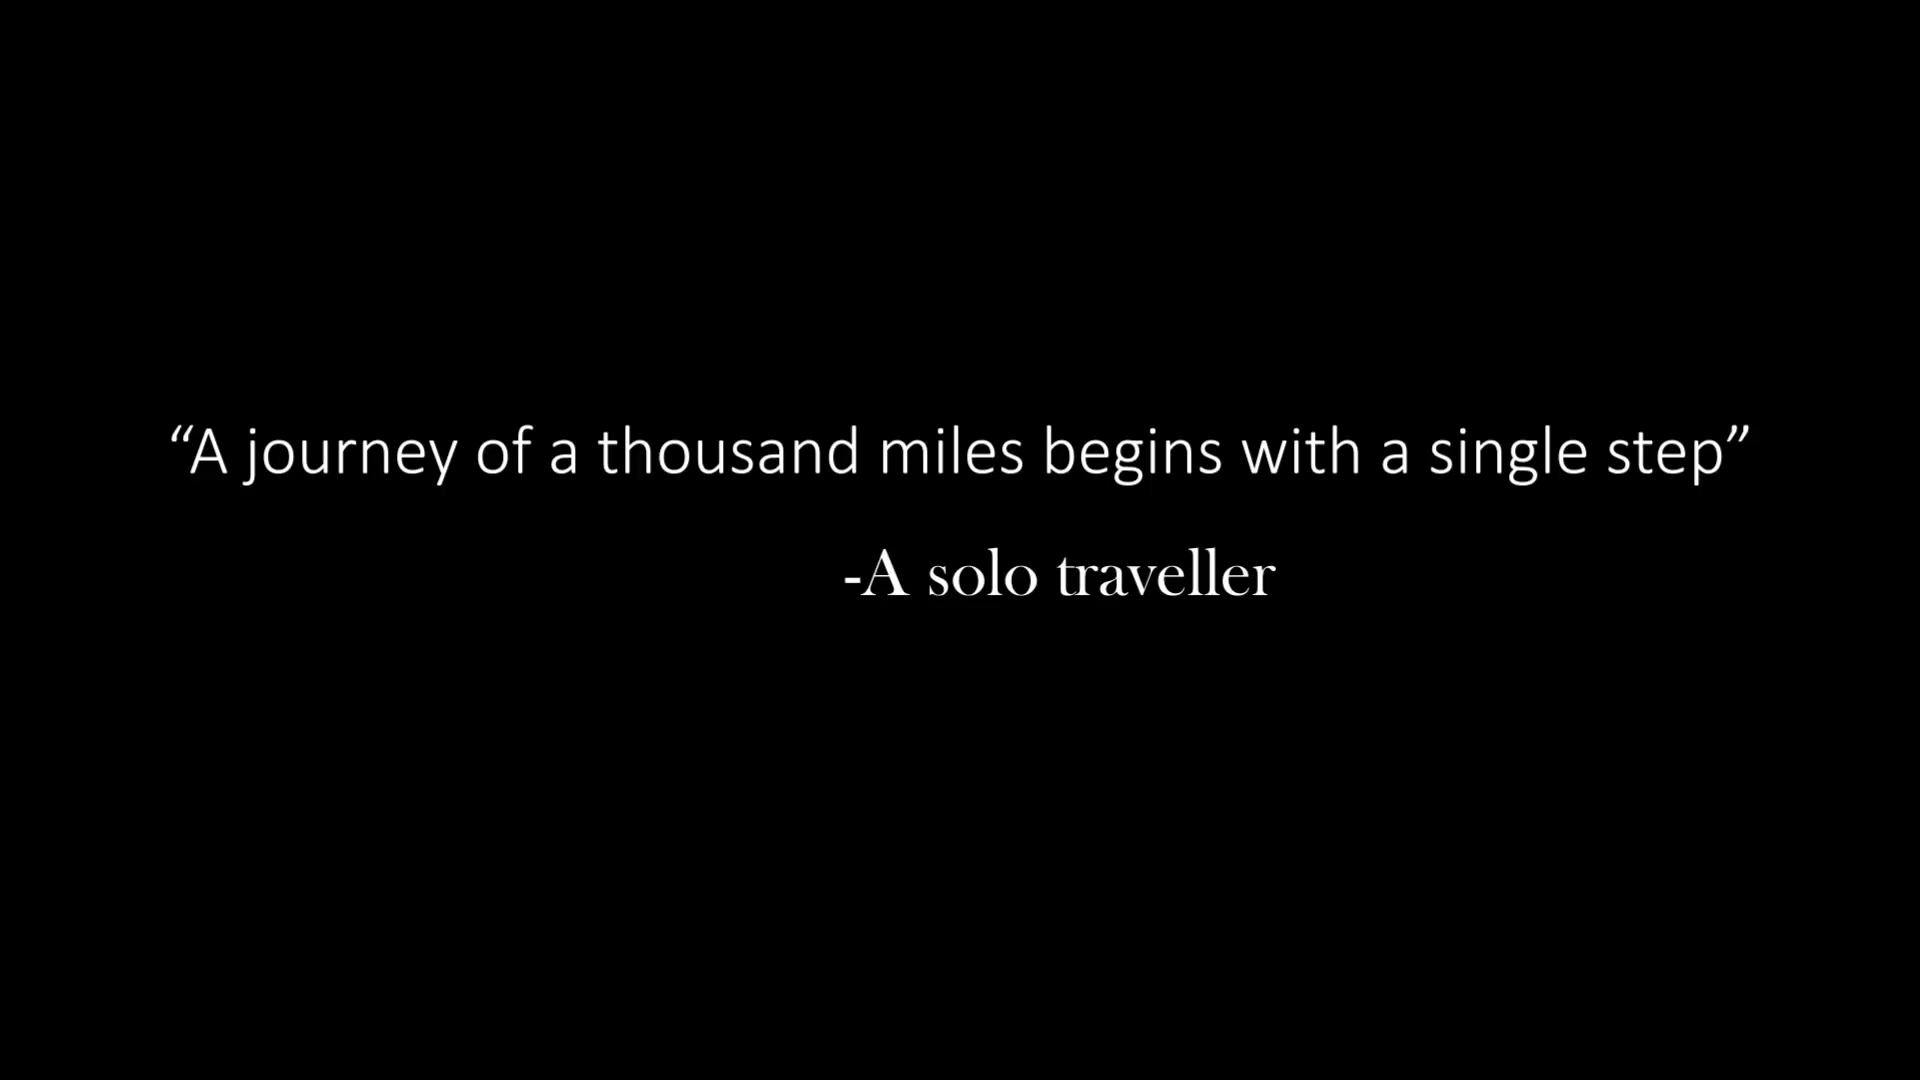 “A journey of a thousand miles begins with a single step”
-A solo traveller